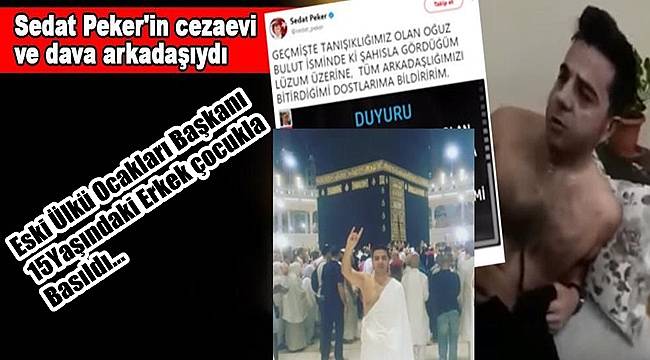 Sedat Peker'in cezaevi
ve dava arkadaşıydı
Sedat Peker
@sedat_peker
Takip et
GEÇMİŞTE TANIŞIKLIĞIMIZ OLAN OĞUZ
BULUT İSMİNDE Kİ ŞAHISLA GÖRDÜĞÜM
LÜZUM ÜZERİNE, TÜM ARKADAŞLIĞIMIZI
BİTİRDİĞİMİ DOSTLARIMA BİLDİRİRİM.
DUYURU
Eski Ülkü Ocakları Başkanı
15Yaşındaki Erkek Çocukla
Basıldı...